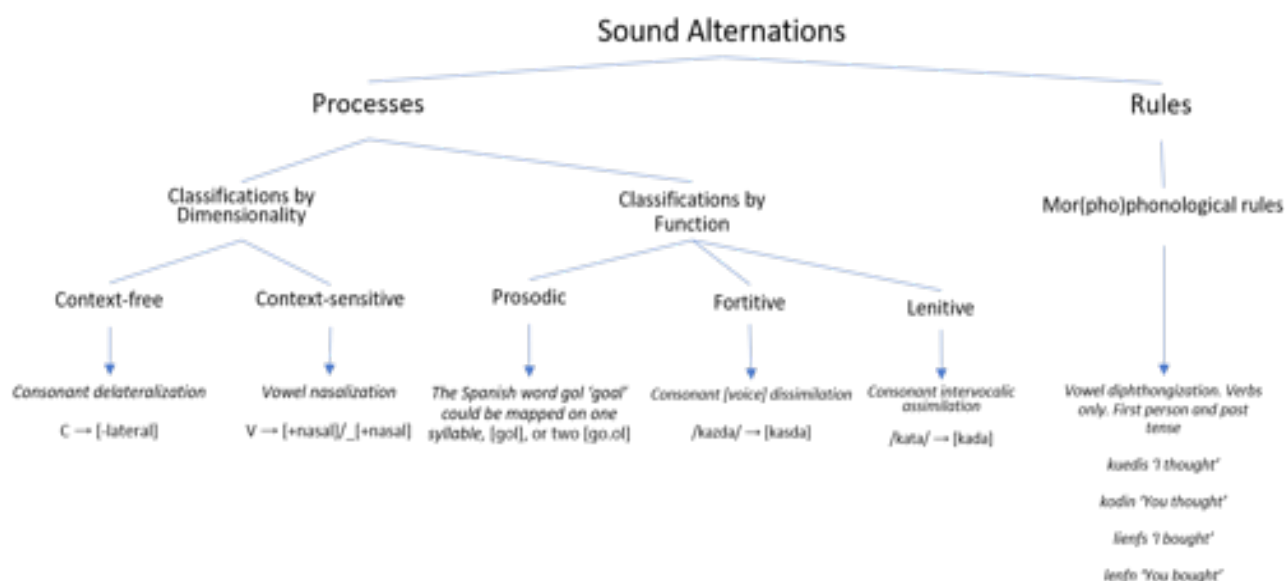 Sound Alternations
Processes
Rules
Classifications by
Dimensionality
Classifications by
Function
Mor(pho)phonological rules
Context-free
Context-sensitive
Prosodic
Fortitive
Lenitive
Consonant delateralization
C → [-lateral]
Vowel nasalization
V → [+nasal]/_[+nasal]
The Spanish word gol 'goal'
could be mapped on one
syllable, [gol], or two [go.ol]
Consonant [voice] dissimilation
/kazda/ → [kasda]
Consonant intervocalic
assimilation
/kata/ → [kada]
Vowel diphthongization. Verbs
only. First person and past
tense
kuedis 'I thought'
kodin 'You thought'
lienfs 'I bought'
lenfn 'You bought'